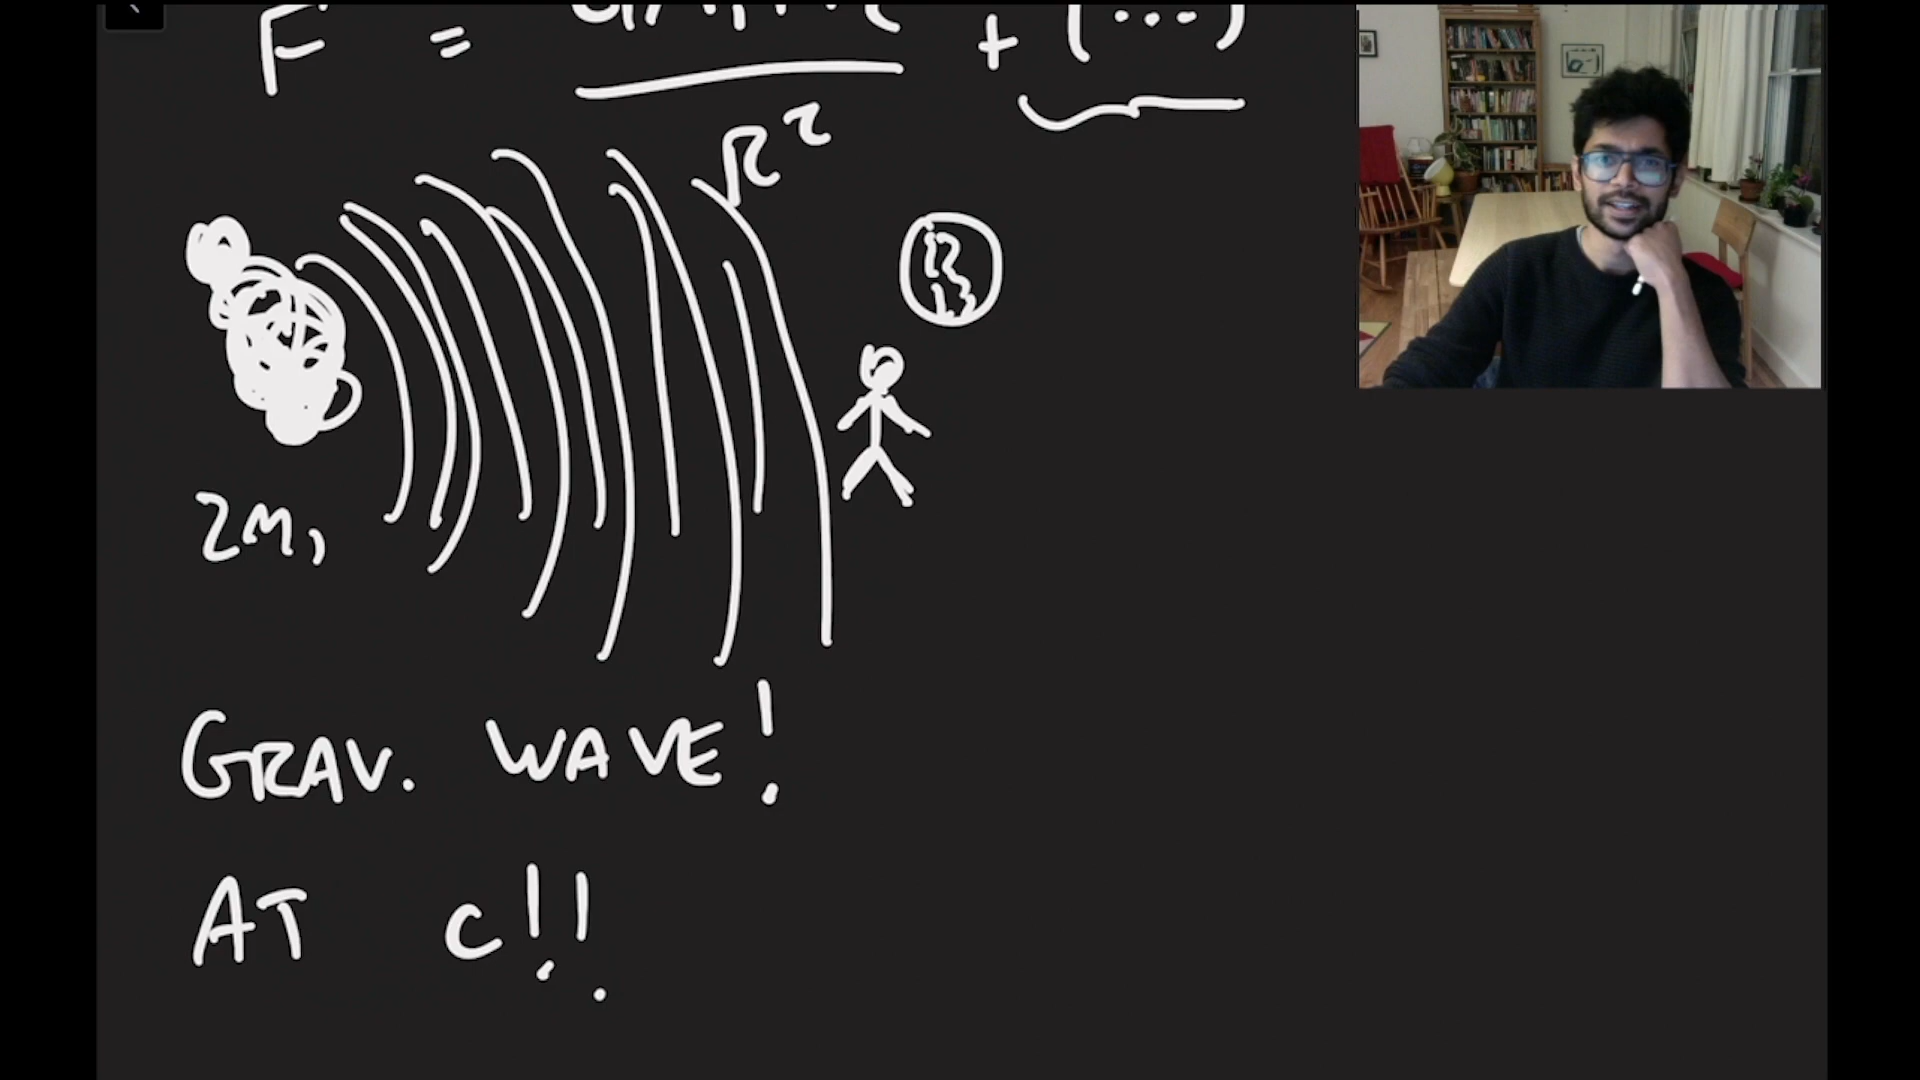 F =
+ (...)
R²
2M,
GRAV. WAVE!
AT c!!